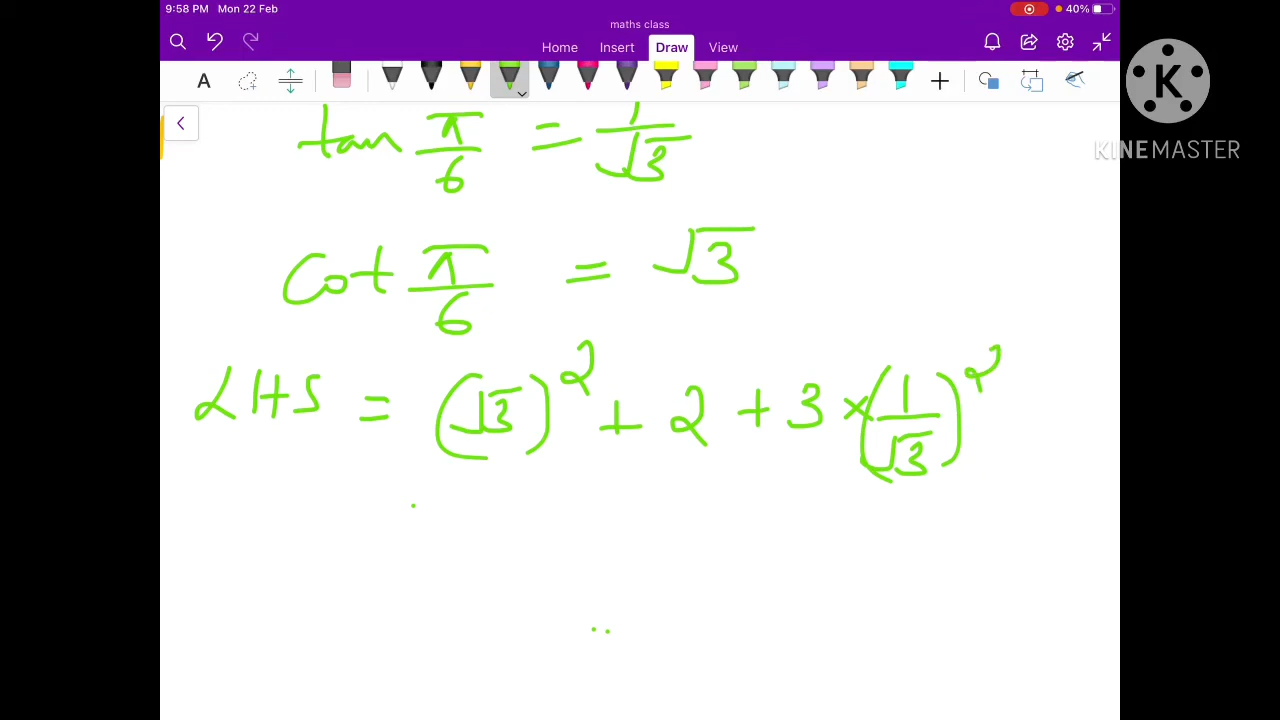 9:58 PM Mon 22 Feb
40%
maths class
Home Insert Draw View
A
K
KINEMASTER
tan π/6 = 1/√3
cot π/6 = √3
LHS = (√3)² + 2 + 3 × (1/√3)²